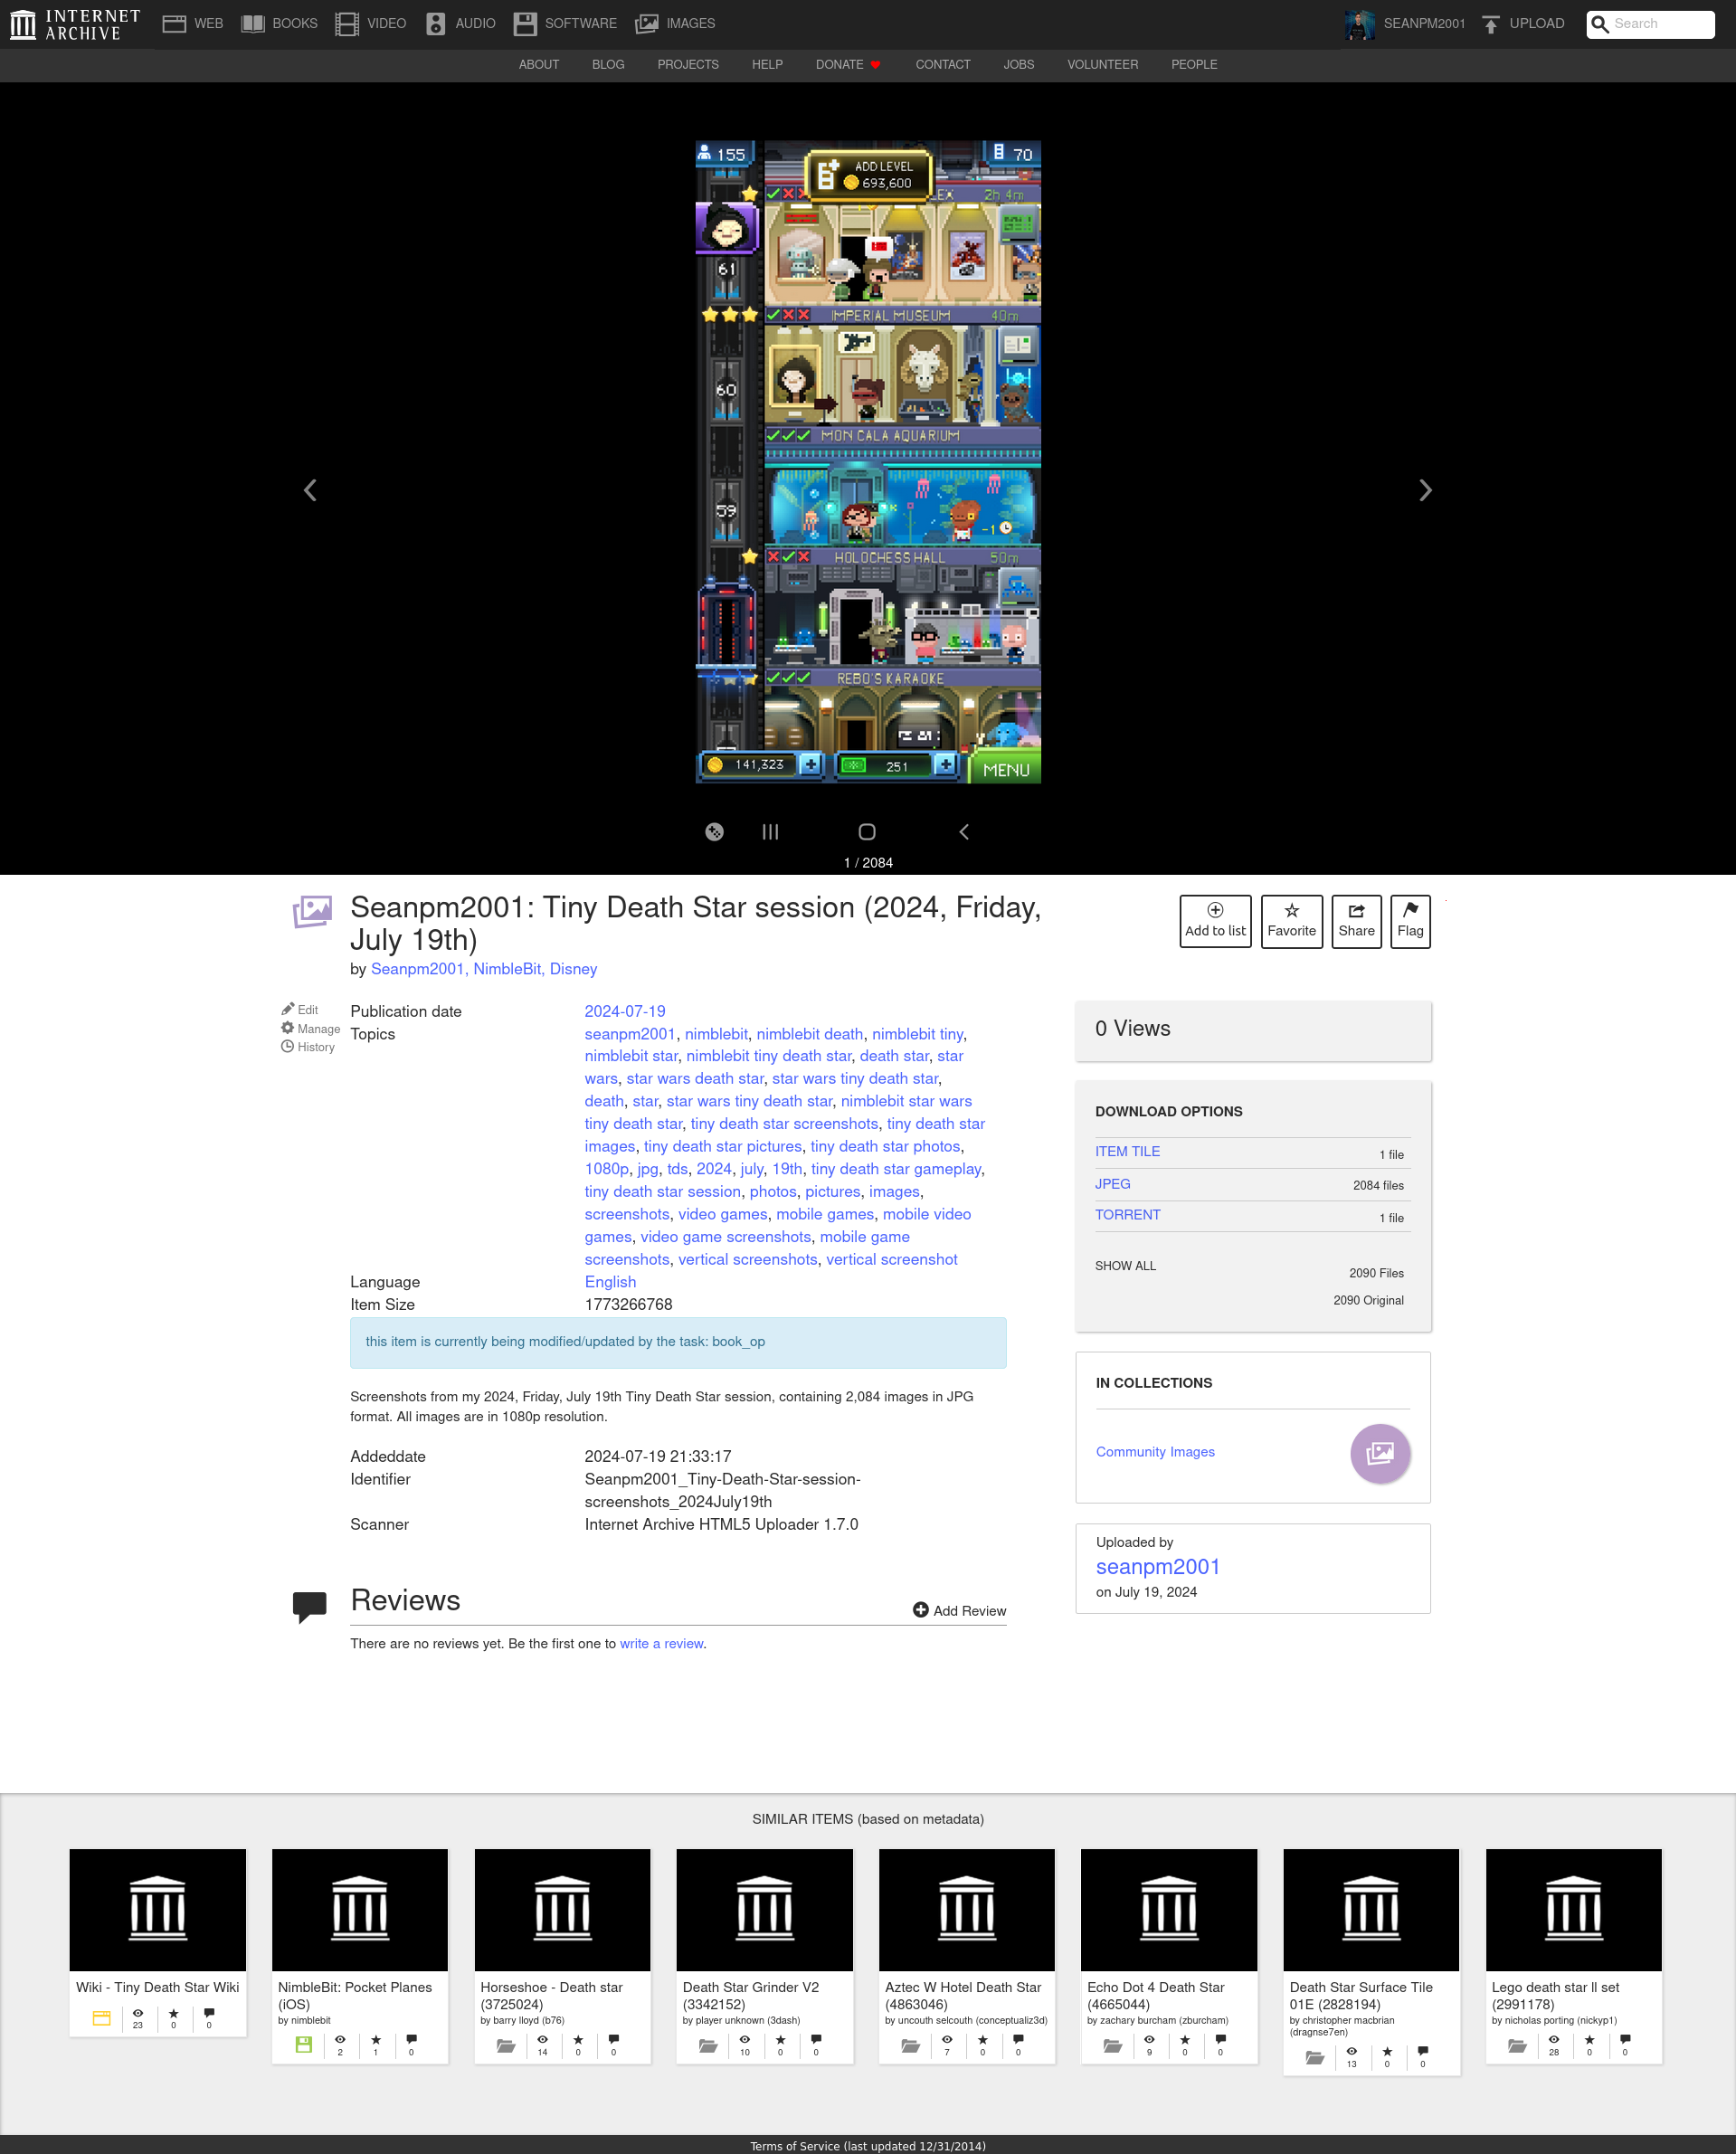 INTERNET ARCHIVE
WEB BOOKS VIDEO AUDIO SOFTWARE IMAGES SEANPM2001 UPLOAD Search
ABOUT BLOG PROJECTS HELP DONATE CONTACT JOBS VOLUNTEER PEOPLE
155 ADD LEVEL 70
693,600
2h 4m
61
IMPERIAL MUSEUM 40m
60
MON CALA AQUARIUM
59
-1
HOLOCHESS HALL 50m
REBO'S KARAOKE
141,323 251 MENU
1 / 2084
Seanpm2001: Tiny Death Star session (2024, Friday,
July 19th)
by Seanpm2001, NimbleBit, Disney
Add to list Favorite Share Flag
Edit
Manage
History
Publication date 2024-07-19
Topics seanpm2001, nimblebit, nimblebit death, nimblebit tiny,
nimblebit star, nimblebit tiny death star, death star, star
wars, star wars death star, star wars tiny death star,
death, star, star wars tiny death star, nimblebit star wars
tiny death star, tiny death star screenshots, tiny death star
images, tiny death star pictures, tiny death star photos,
1080p, jpg, tds, 2024, july, 19th, tiny death star gameplay,
tiny death star session, photos, pictures, images,
screenshots, video games, mobile games, mobile video
games, video game screenshots, mobile game
screenshots, vertical screenshots, vertical screenshot
Language English
Item Size 1773266768
this item is currently being modified/updated by the task: book_op
Screenshots from my 2024, Friday, July 19th Tiny Death Star session, containing 2,084 images in JPG
format. All images are in 1080p resolution.
Addeddate 2024-07-19 21:33:17
Identifier Seanpm2001_Tiny-Death-Star-session-
screenshots_2024July19th
Scanner Internet Archive HTML5 Uploader 1.7.0
Reviews
Add Review
There are no reviews yet. Be the first one to write a review.
0 Views
DOWNLOAD OPTIONS
ITEM TILE 1 file
JPEG 2084 files
TORRENT 1 file
SHOW ALL 2090 Files
2090 Original
IN COLLECTIONS
Community Images
Uploaded by
seanpm2001
on July 19, 2024
SIMILAR ITEMS (based on metadata)
Wiki - Tiny Death Star Wiki
23 0 0
NimbleBit: Pocket Planes
(iOS)
by nimblebit
2 1 0
Horseshoe - Death star
(3725024)
by barry lloyd (b76)
14 0 0
Death Star Grinder V2
(3342152)
by player unknown (3dash)
10 0 0
Aztec W Hotel Death Star
(4863046)
by uncouth selcouth (conceptualiz3d)
7 0 0
Echo Dot 4 Death Star
(4665044)
by zachary burcham (zburcham)
9 0 0
Death Star Surface Tile
01E (2828194)
by christopher macbrian
(dragnse7en)
13 0 0
Lego death star ll set
(2991178)
by nicholas porting (nickyp1)
28 0 0
Terms of Service (last updated 12/31/2014)